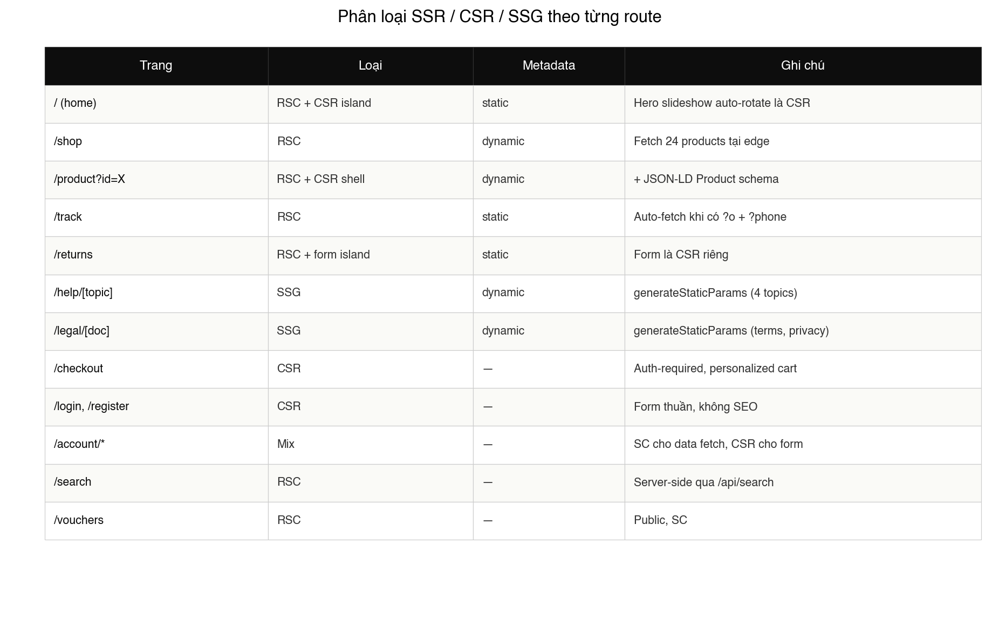 Phân loại SSR / CSR / SSG theo từng route
Trang Loại Metadata Ghi chú
/ (home) RSC + CSR island static Hero slideshow auto-rotate là CSR
/shop RSC dynamic Fetch 24 products tại edge
/product?id=X RSC + CSR shell dynamic + JSON-LD Product schema
/track RSC static Auto-fetch khi có ?o + ?phone
/returns RSC + form island static Form là CSR riêng
/help/[topic] SSG dynamic generateStaticParams (4 topics)
/legal/[doc] SSG dynamic generateStaticParams (terms, privacy)
/checkout CSR — Auth-required, personalized cart
/login, /register CSR — Form thuần, không SEO
/account/* Mix — SC cho data fetch, CSR cho form
/search RSC — Server-side qua /api/search
/vouchers RSC — Public, SC